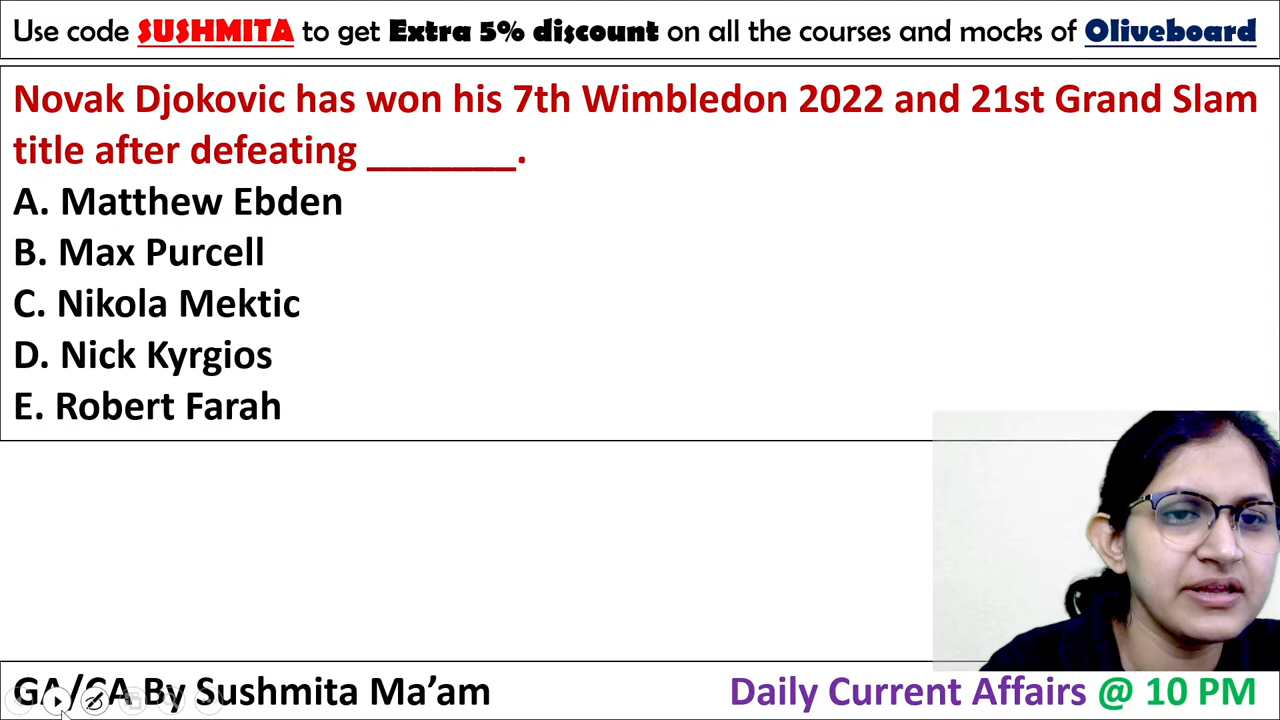 Use code SUSHMITA to get Extra 5% discount on all the courses and mocks of Oliveboard
Novak Djokovic has won his 7th Wimbledon 2022 and 21st Grand Slam
title after defeating _______.
A. Matthew Ebden
B. Max Purcell
C. Nikola Mektic
D. Nick Kyrgios
E. Robert Farah
GA/CA By Sushmita Ma’am
Daily Current Affairs @ 10 PM